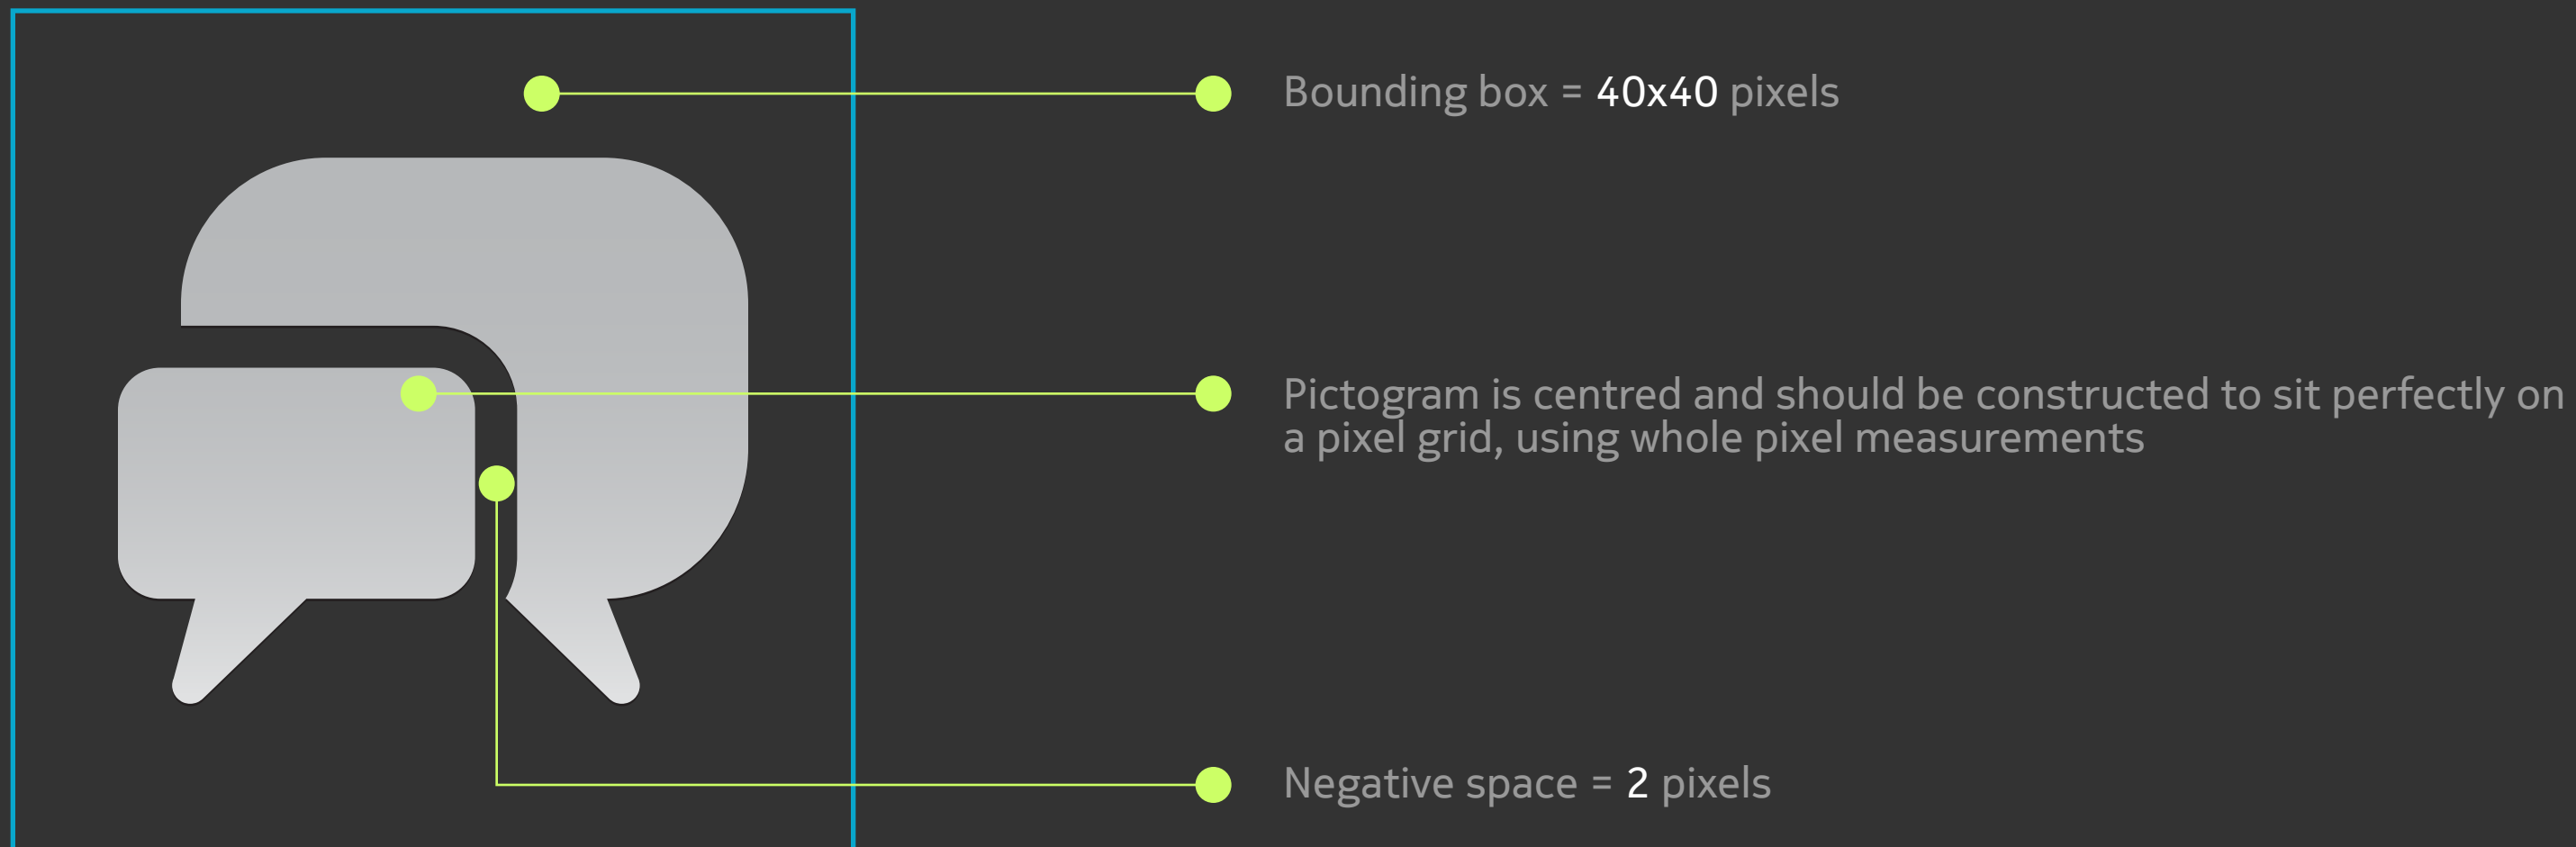 Bounding box = 40x40 pixels
Pictogram is centred and should be constructed to sit perfectly on
a pixel grid, using whole pixel measurements
Negative space = 2 pixels